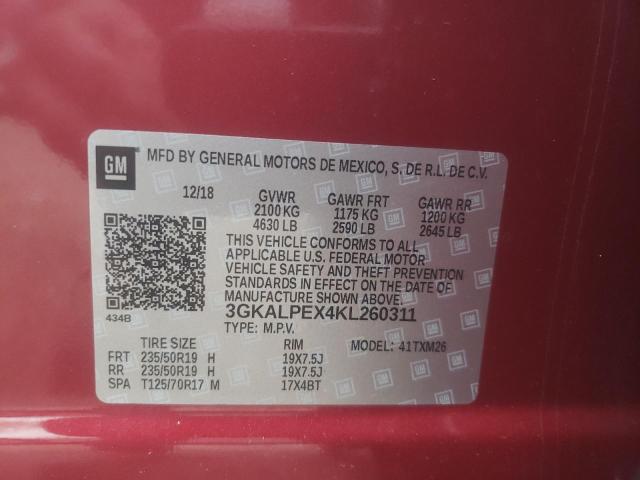 GM MFD BY GENERAL MOTORS DE MEXICO, S. DE R.L. DE C.V.
12/18 GVWR GAWR FRT GAWR RR
2100 KG 1175 KG 1200 KG
4630 LB 2590 LB 2645 LB
THIS VEHICLE CONFORMS TO ALL
APPLICABLE U.S. FEDERAL MOTOR
VEHICLE SAFETY AND THEFT PREVENTION
STANDARDS IN EFFECT ON THE DATE OF
MANUFACTURE SHOWN ABOVE.
434B 3GKALPEX4KL260311
TYPE: M.P.V. MODEL: 41TXM26
TIRE SIZE RIM
FRT 235/50R19 H 19X7.5J
RR 235/50R19 H 19X7.5J
SPA T125/70R17 M 17X4BT